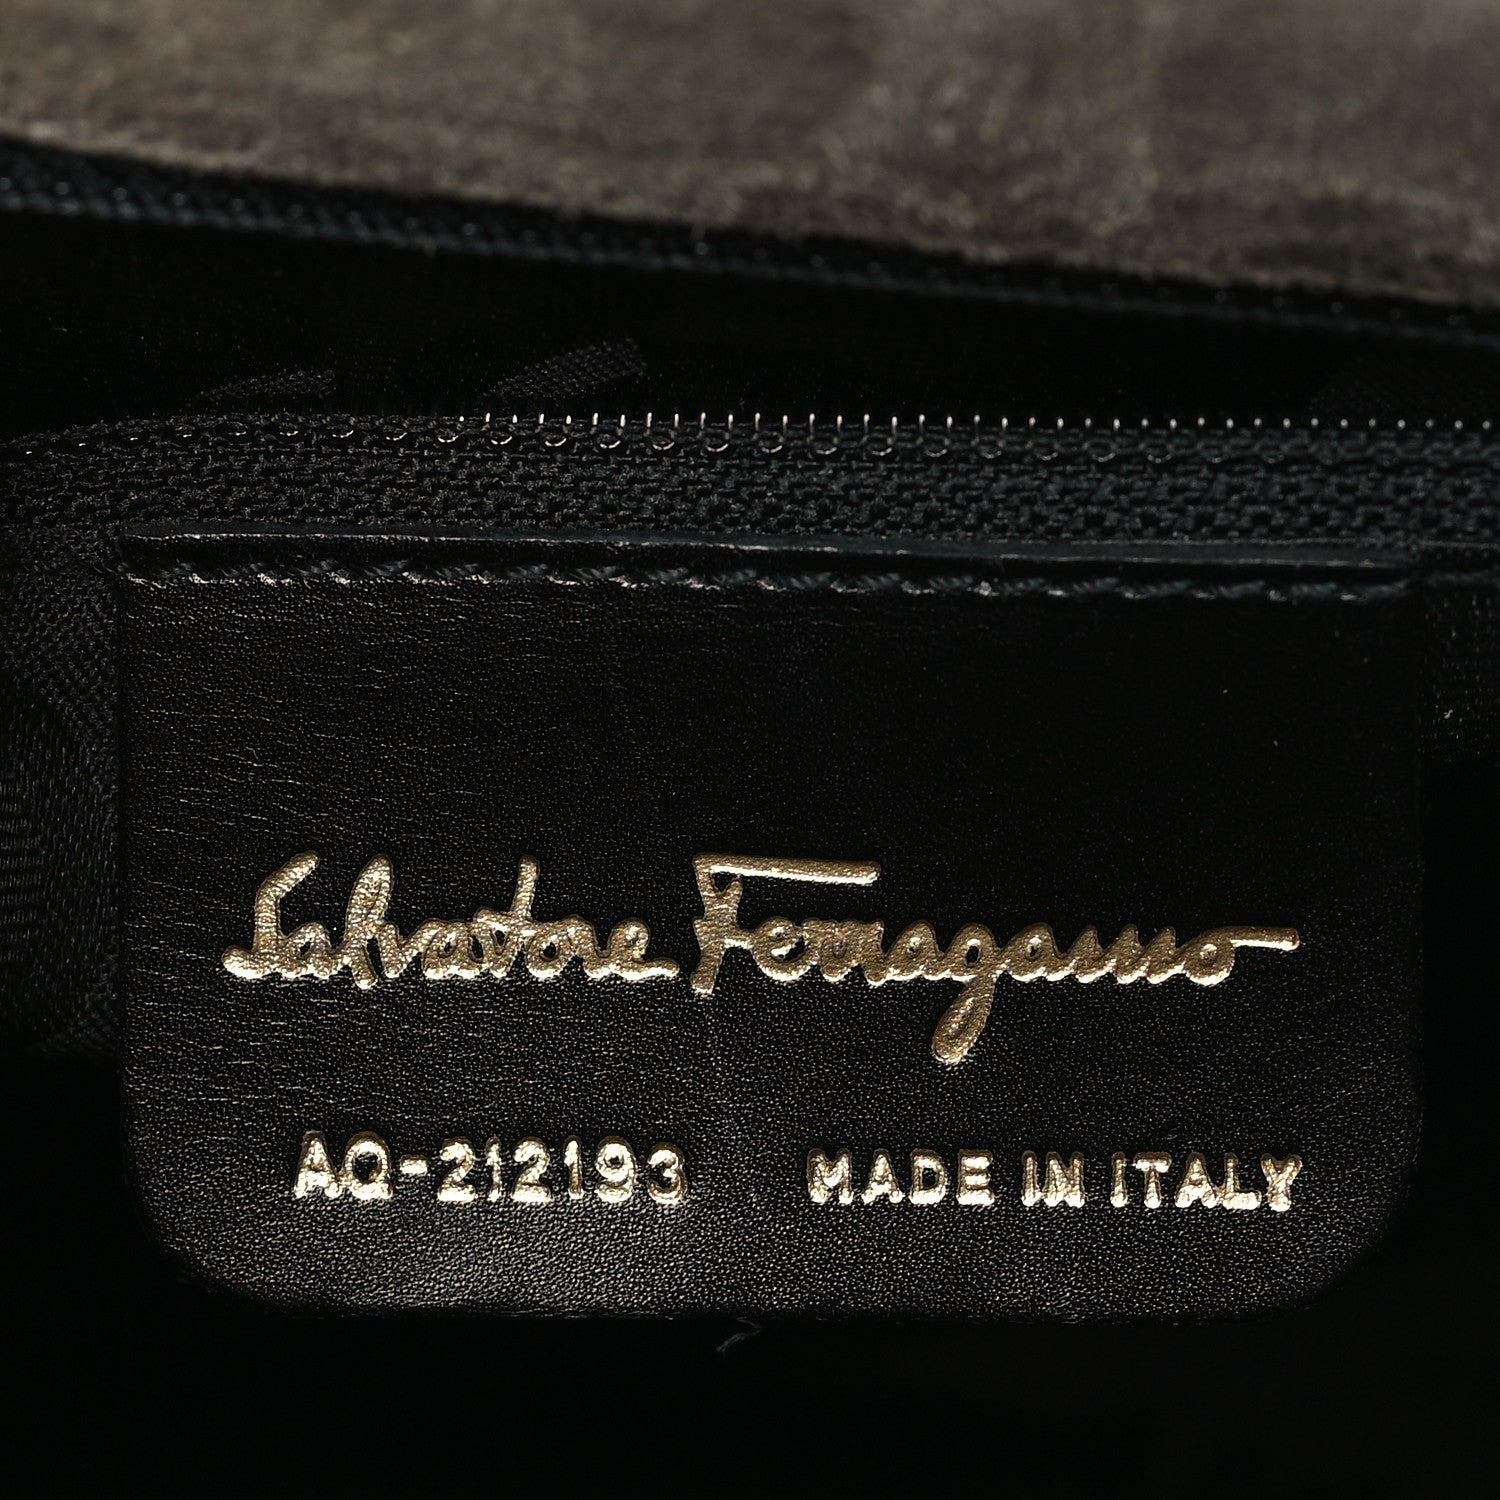 Salvatore Ferragamo
AQ-212193 MADE IN ITALY